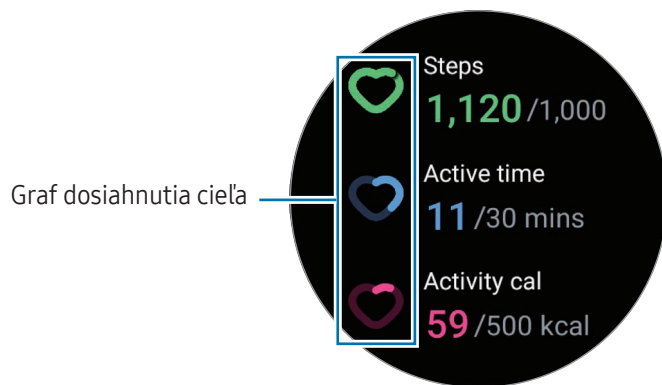 Graf dosiahnutia cieľa
Steps
1,120/1,000
Active time
11/30 mins
Activity cal
59/500 kcal